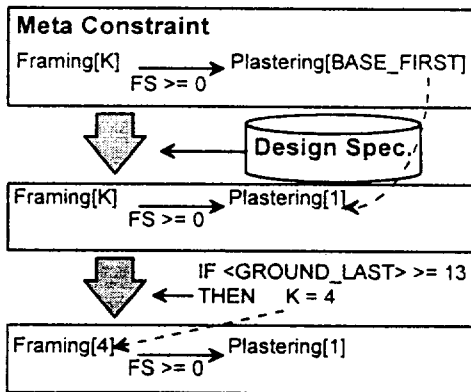 Meta Constraint
Framing[K] Plastering[BASE_FIRST]
FS >= 0
Design Spec.
Framing[K] Plastering[1]
FS >= 0
IF <GROUND_LAST> >= 13
THEN K = 4
Framing[4] Plastering[1]
FS >= 0